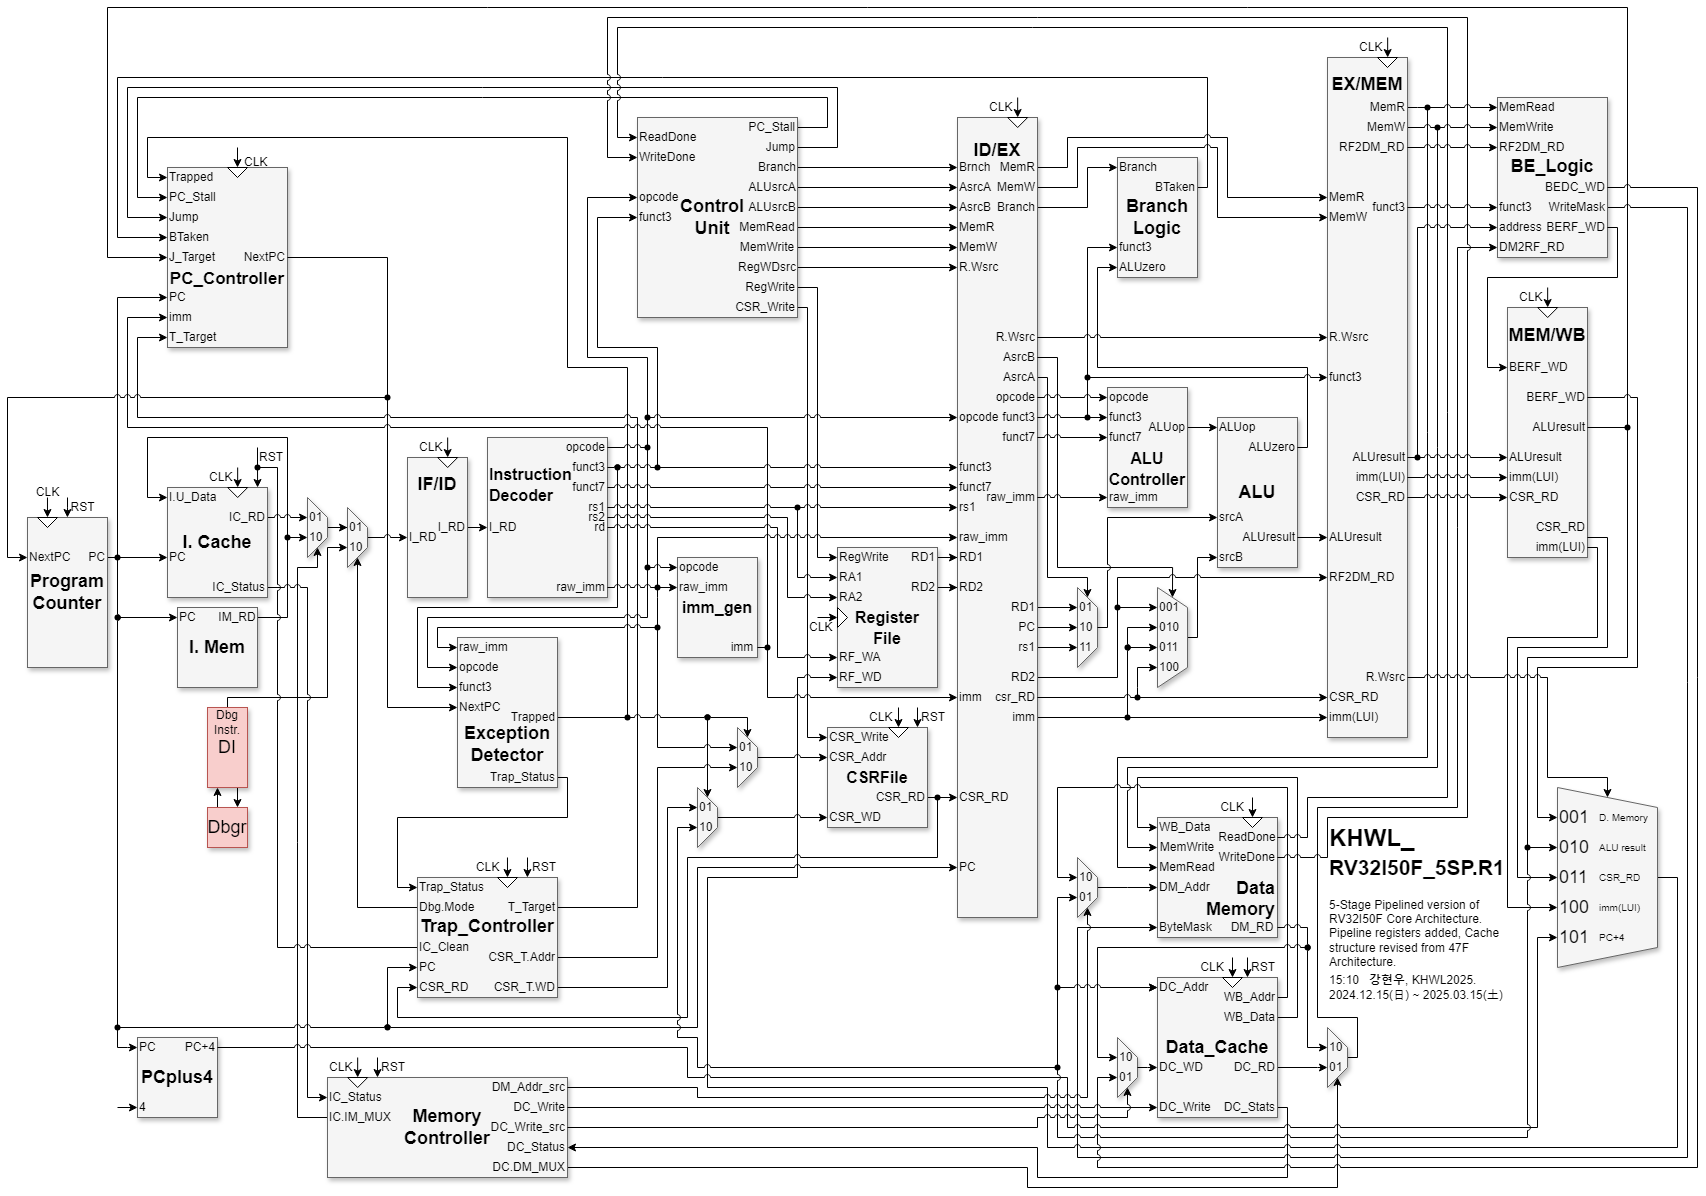 CLK
PC_Controller
Trapped
PC_Stall
Jump
BTaken
J_Target
NextPC
PC
imm
T_Target
Control
Unit
ReadDone
WriteDone
opcode
funct3
PC_Stall
Jump
Branch
ALUsrcA
ALUsrcB
MemRead
MemWrite
RegWDsrc
RegWrite
CSR_Write
CLK
ID/EX
Brnch MemR
AsrcA MemW
AsrcB Branch
MemR
MemW
R.Wsrc
R.Wsrc
AsrcB
AsrcA
opcode
opcode funct3
funct7
funct3
funct7
raw_imm
rs1
raw_imm
RD1
RD2
RD1
PC
rs1
RD2
imm csr_RD
imm
CSR_RD
PC
Branch
BTaken
Branch
Logic
funct3
ALUzero
CLK
EX/MEM
MemR
MemW
RF2DM_RD
MemR
funct3
MemW
R.Wsrc
funct3
ALUresult
imm(LUI)
CSR_RD
ALUresult
RF2DM_RD
R.Wsrc
CSR_RD
imm(LUI)
MemRead
MemWrite
RF2DM_RD
BE_Logic
BEDC_WD
funct3 WriteMask
address BERF_WD
DM2RF_RD
CLK
MEM/WB
BERF_WD
BERF_WD
ALUresult
ALUresult
imm(LUI)
CSR_RD
CSR_RD
imm(LUI)
opcode
funct3 ALUop
funct7
ALU
Controller
raw_imm
ALUop
ALUzero
ALU
srcA
ALUresult
srcB
01
10
11
001
010
011
100
CLK
RST
NextPC PC
Program
Counter
CLK
RST
I.U_Data
IC_RD
I. Cache
PC
IC_Status
PC IM_RD
I. Mem
01
10
01
10
CLK
IF/ID
I_RD
I_RD
Instruction
Decoder
I_RD
opcode
funct3
funct7
rs1
rs2
rd
raw_imm
opcode
raw_imm
imm_gen
imm
RegWrite RD1
RA1
RD2
RA2
CLK
Register
File
RF_WA
RF_WD
raw_imm
opcode
funct3
NextPC
Trapped
Exception
Detector
Trap_Status
Dbg
Instr.
DI
Dbgr
01
10
01
10
CLK
RST
CSR_Write
CSR_Addr
CSRFile
CSR_RD
CSR_WD
CLK
RST
Trap_Status
Dbg.Mode T_Target
Trap_Controller
IC_Clean
CSR_T.Addr
PC
CSR_RD CSR_T.WD
PC PC+4
PCplus4
4
CLK
RST
IC_Status
IC.IM_MUX
Memory
Controller
DM_Addr_src
DC_Write
DC_Write_src
DC_Status
DC.DM_MUX
10
01
CLK
WB_Data
ReadDone
MemWrite
WriteDone
MemRead
DM_Addr
Data
Memory
ByteMask DM_RD
CLK
RST
DC_Addr
WB_Addr
WB_Data
Data_Cache
DC_WD DC_RD
DC_Write DC_Stats
10
01
10
01
001 D. Memory
010 ALU result
011 CSR_RD
100 imm(LUI)
101 PC+4
KHWL_
RV32I50F_5SP.R1
5-Stage Pipelined version of
RV32I50F Core Architecture.
Pipeline registers added, Cache
structure revised from 47F
Architecture.
15:10 강현우, KHWL2025.
2024.12.15(日) ~ 2025.03.15(土)